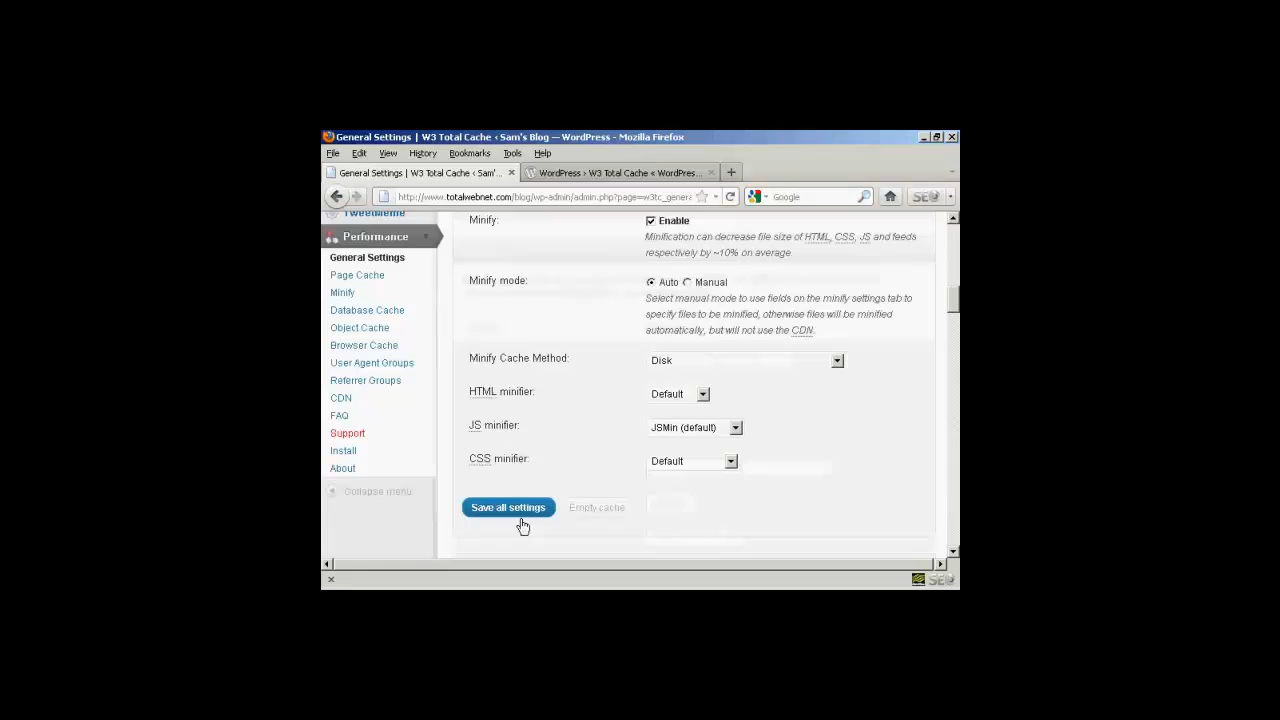 General Settings | W3 Total Cache ‹ Sam's Blog — WordPress - Mozilla Firefox
File Edit View History Bookmarks Tools Help
General Settings | W3 Total Cache ‹ Sam'... WordPress › W3 Total Cache « WordPres...
http://www.totalwebnet.com/blog/wp-admin/admin.php?page=w3tc_genera Google SEO
TweetMeme
Performance
General Settings
Page Cache
Minify
Database Cache
Object Cache
Browser Cache
User Agent Groups
Referrer Groups
CDN
FAQ
Support
Install
About
Collapse menu
Minify: Enable
Minification can decrease file size of HTML, CSS, JS and feeds
respectively by ~10% on average.
Minify mode: Auto Manual
Select manual mode to use fields on the minify settings tab to
specify files to be minified, otherwise files will be minified
automatically, but will not use the CDN.
Minify Cache Method: Disk
HTML minifier: Default
JS minifier: JSMin (default)
CSS minifier: Default
Save all settings Empty cache
SEO